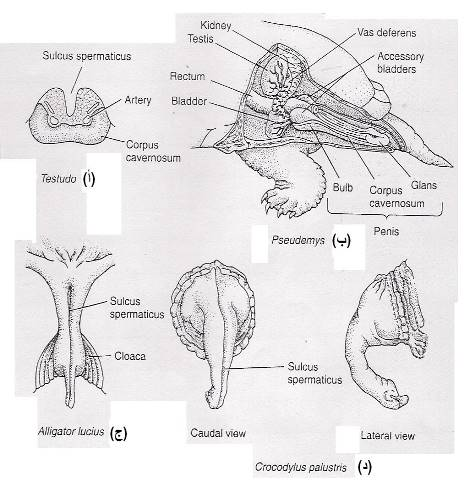 Sulcus spermaticus
Artery
Corpus
cavernosum
Testudo (أ)
Kidney
Testis
Rectum
Bladder
Vas deferens
Accessory
bladders
Bulb
Corpus
cavernosum
Glans
Penis
Pseudemys (ب)
Sulcus
spermaticus
Cloaca
Alligator lucius (ج)
Sulcus
spermaticus
Caudal view
Lateral view
Crocodylus palustris (د)